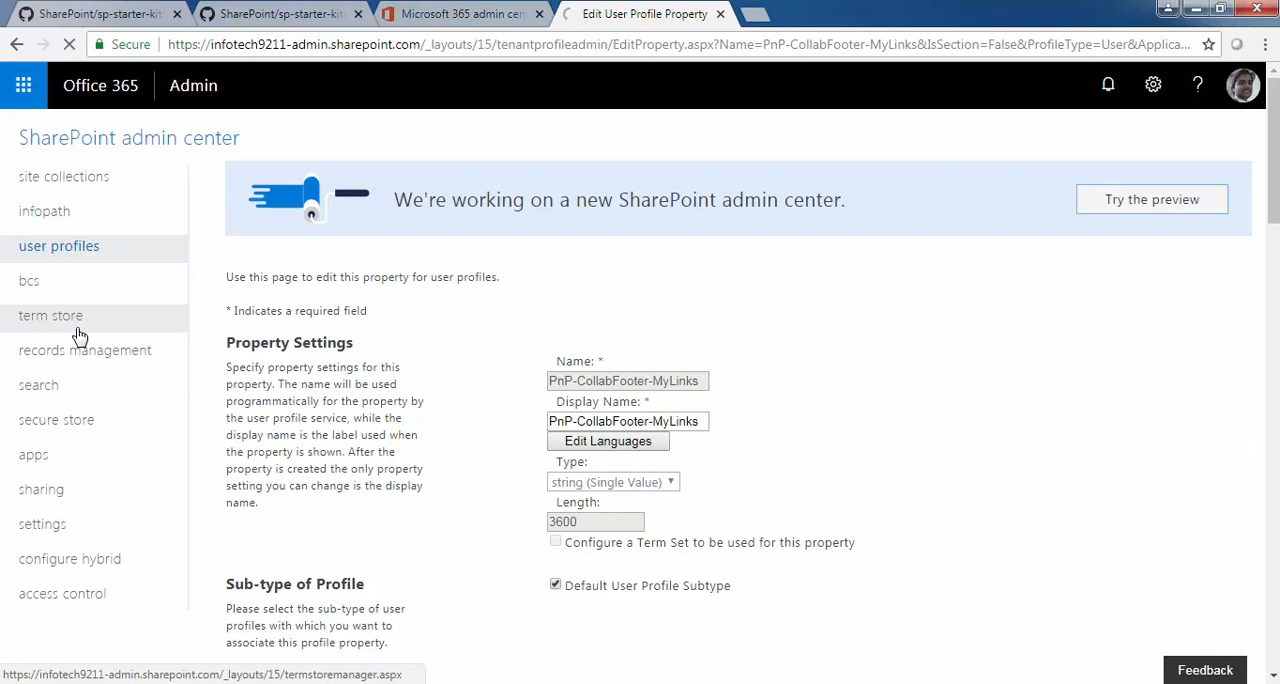 SharePoint/sp-starter-kit
SharePoint/sp-starter-kit
Microsoft 365 admin cen
Edit User Profile Property
Secure
https://infotech9211-admin.sharepoint.com/_layouts/15/tenantprofileadmin/EditProperty.aspx?Name=PnP-CollabFooter-MyLinks&IsSection=False&ProfileType=User&Applica...
Office 365
Admin
SharePoint admin center
site collections
infopath
user profiles
bcs
term store
records management
search
secure store
apps
sharing
settings
configure hybrid
access control
We're working on a new SharePoint admin center.
Try the preview
Use this page to edit this property for user profiles.
* Indicates a required field
Property Settings
Specify property settings for this
property. The name will be used
programmatically for the property by
the user profile service, while the
display name is the label used when
the property is shown. After the
property is created the only property
setting you can change is the display
name.
Name: *
PnP-CollabFooter-MyLinks
Display Name: *
PnP-CollabFooter-MyLinks
Edit Languages
Type:
string (Single Value)
Length:
3600
Configure a Term Set to be used for this property
Sub-type of Profile
Please select the sub-type of user
profiles with which you want to
associate this profile property.
Default User Profile Subtype
https://infotech9211-admin.sharepoint.com/_layouts/15/termstoremanager.aspx
Feedback